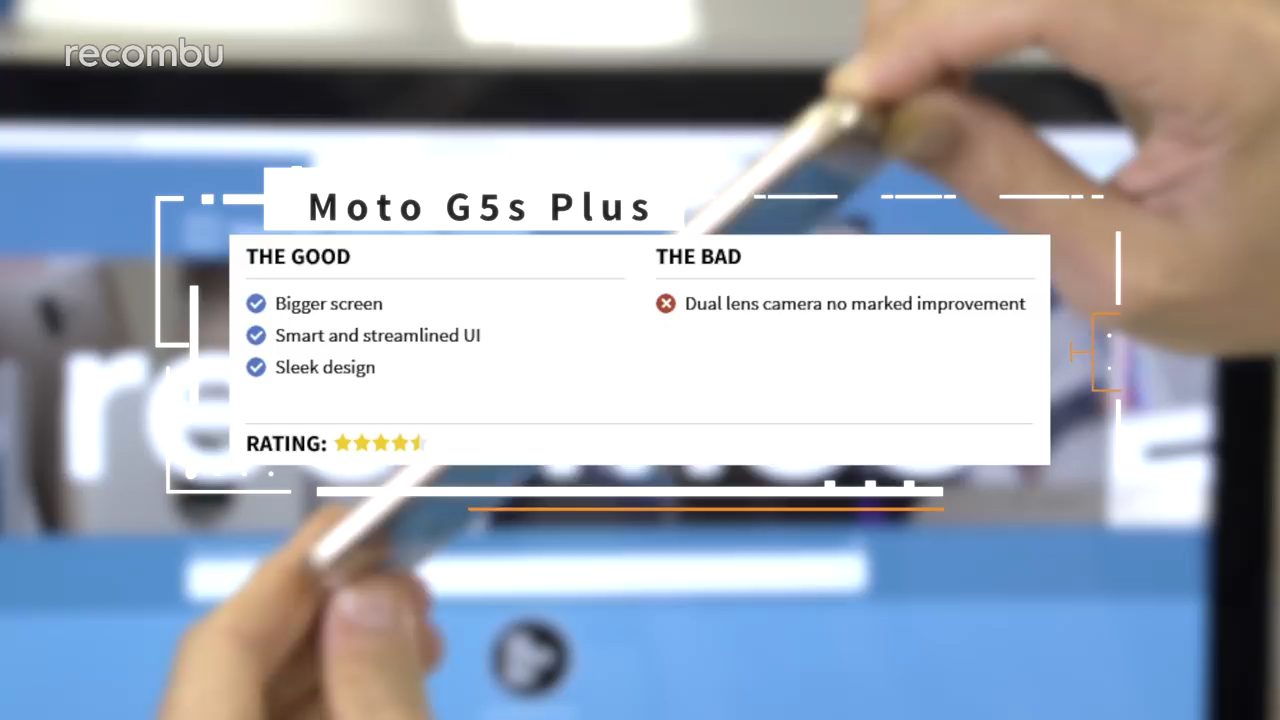 recombu
Moto G5s Plus
THE GOOD
Bigger screen
Smart and streamlined UI
Sleek design
THE BAD
Dual lens camera no marked improvement
RATING: